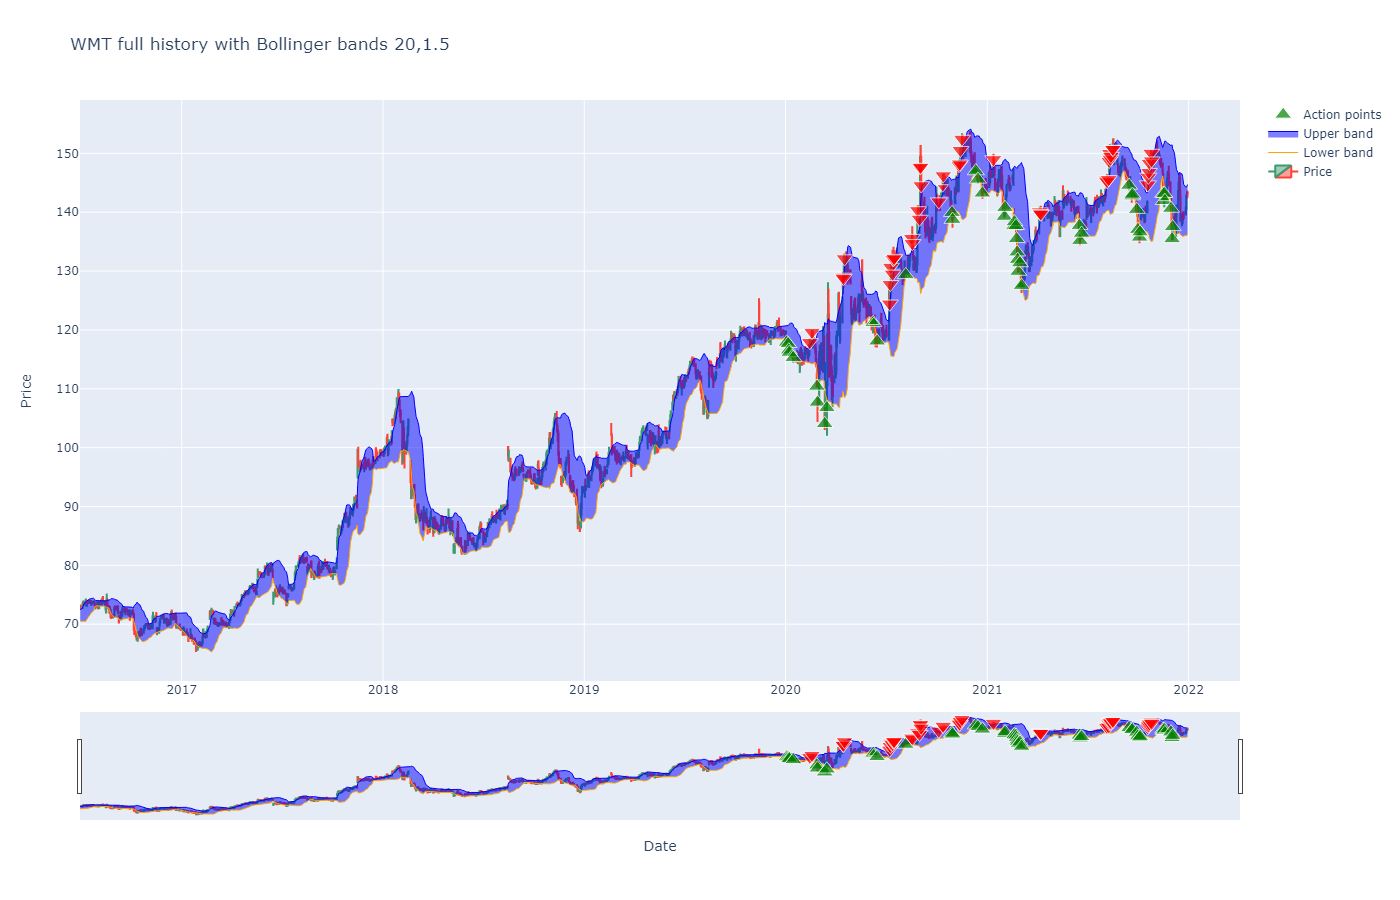 WMT full history with Bollinger bands 20,1.5
Action points
Upper band
Lower band
Price
Price
150
140
130
120
110
100
90
80
70
2017
2018
2019
2020
2021
2022
Date